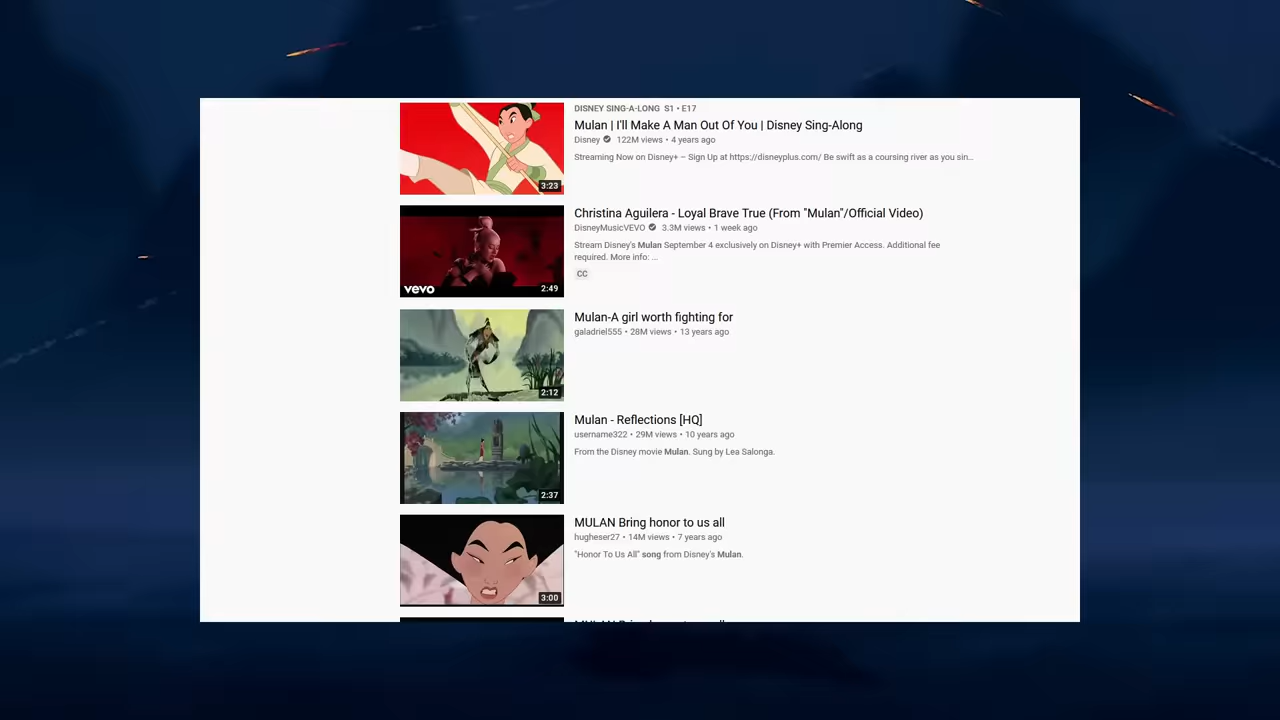 DISNEY SING-A-LONG S1 • E17
Mulan | I'll Make A Man Out Of You | Disney Sing-Along
Disney 122M views • 4 years ago
Streaming Now on Disney+ – Sign Up at https://disneyplus.com/ Be swift as a coursing river as you sin...
3:23
Christina Aguilera - Loyal Brave True (From "Mulan"/Official Video)
DisneyMusicVEVO 3.3M views • 1 week ago
Stream Disney's Mulan September 4 exclusively on Disney+ with Premier Access. Additional fee
required. More info: ...
CC
vevo
2:49
Mulan-A girl worth fighting for
galadriel555 • 28M views • 13 years ago
2:12
Mulan - Reflections [HQ]
username322 • 29M views • 10 years ago
From the Disney movie Mulan. Sung by Lea Salonga.
2:37
MULAN Bring honor to us all
hugheser27 • 14M views • 7 years ago
"Honor To Us All" song from Disney's Mulan.
3:00